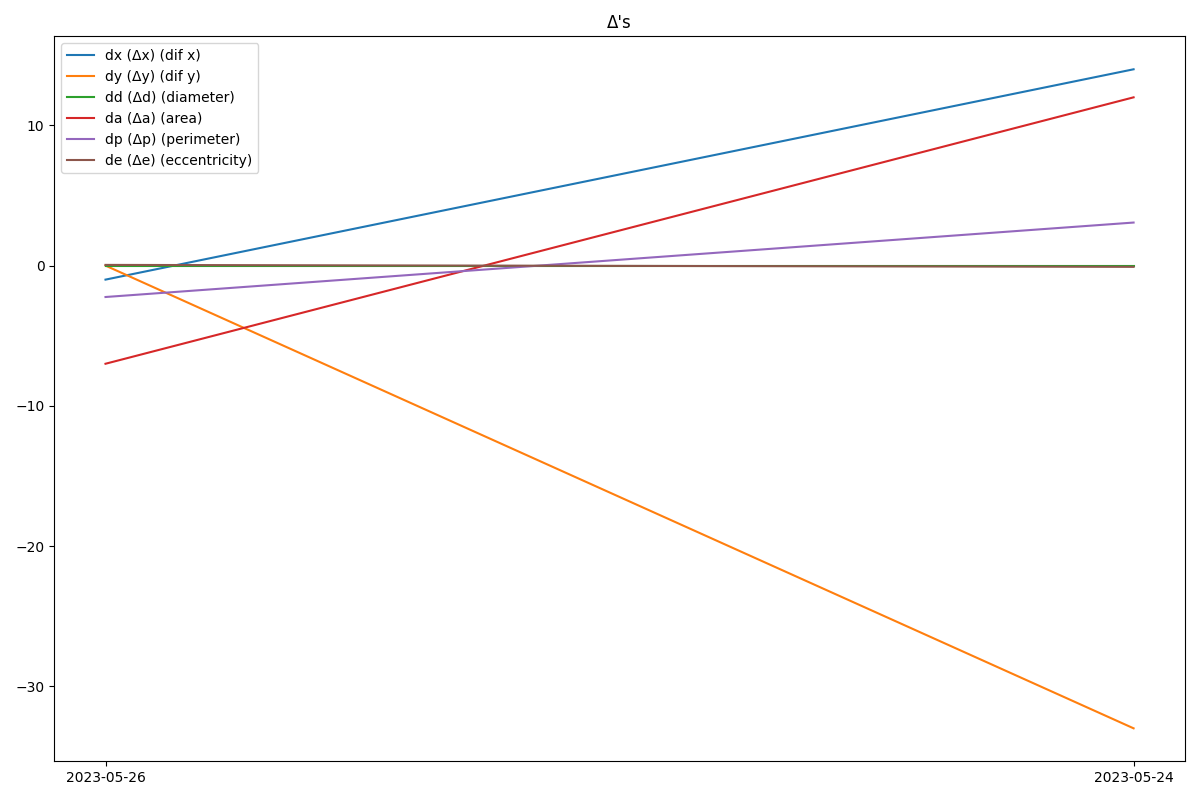 Δ's
dx (Δx) (dif x)
dy (Δy) (dif y)
dd (Δd) (diameter)
da (Δa) (area)
dp (Δp) (perimeter)
de (Δe) (eccentricity)
10
0
−10
−20
−30
2023-05-26
2023-05-24